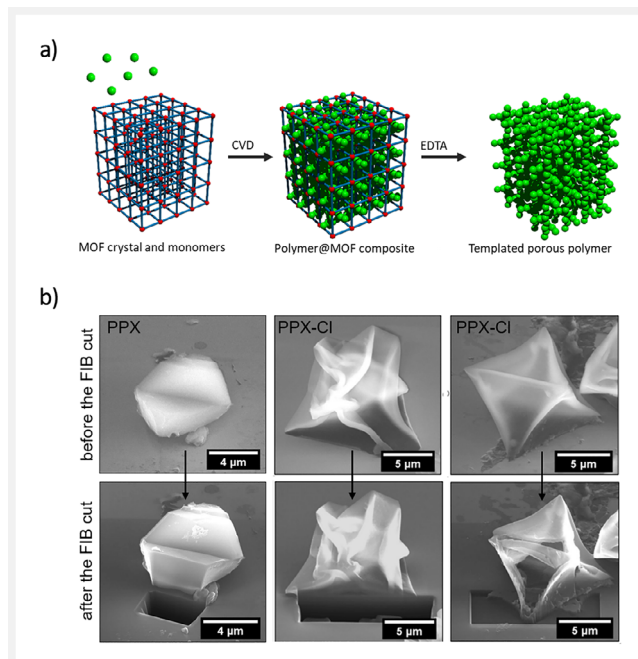 a)
CVD
EDTA
MOF crystal and monomers
Polymer@MOF composite
Templated porous polymer
b)
before the FIB cut
PPX
PPX-Cl
PPX-Cl
4 µm
5 µm
5 µm
after the FIB cut
4 µm
5 µm
5 µm